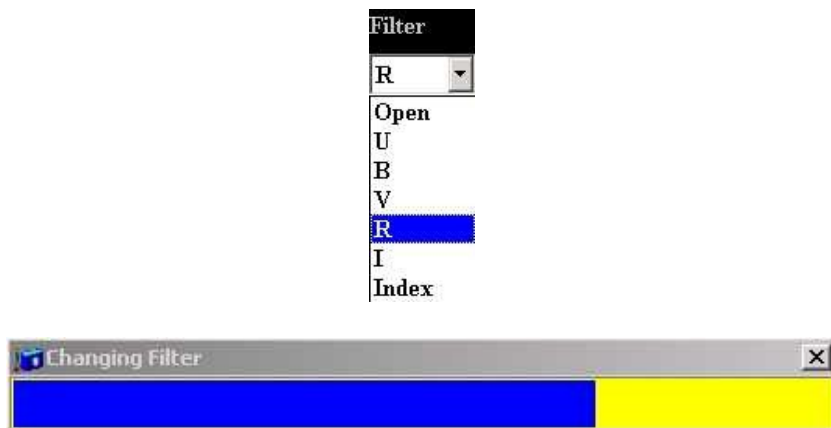 Filter
R
Open
U
B
V
R
I
Index
Changing Filter